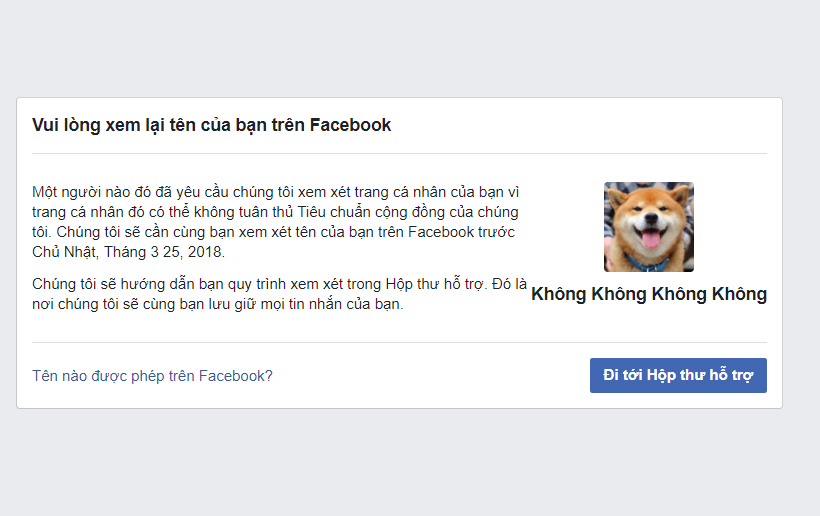 Vui lòng xem lại tên của bạn trên Facebook
Một người nào đó đã yêu cầu chúng tôi xem xét trang cá nhân của bạn vì
trang cá nhân đó có thể không tuân thủ Tiêu chuẩn cộng đồng của chúng
tôi. Chúng tôi sẽ cần cùng bạn xem xét tên của bạn trên Facebook trước
Chủ Nhật, Tháng 3 25, 2018.
Chúng tôi sẽ hướng dẫn bạn quy trình xem xét trong Hộp thư hỗ trợ. Đó là
nơi chúng tôi sẽ cùng bạn lưu giữ mọi tin nhắn của bạn.
Không Không Không Không
Tên nào được phép trên Facebook?
Đi tới Hộp thư hỗ trợ